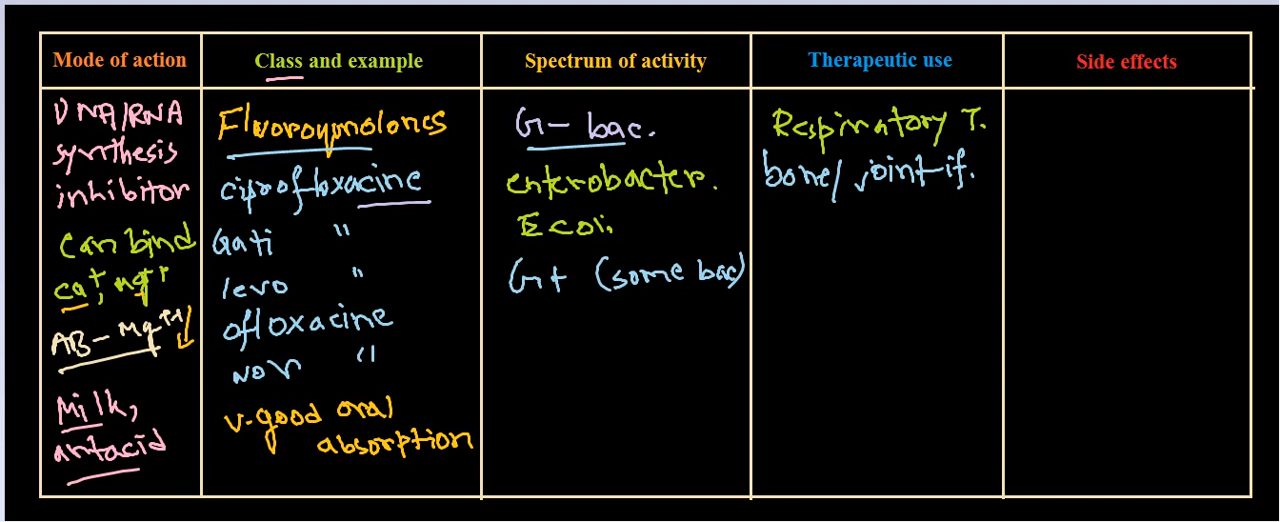 Mode of action
Class and example
Spectrum of activity
Therapeutic use
Side effects
DNA/RNA
synthesis
inhibitor
can bind
ca+, mg+
AB-Mg++ ↓
Milk,
antacid
Fluoroqunolones
ciprofloxacine
Gati "
levo "
ofloxacine
Nor "
v.good oral
absorption
G- bac.
enterobacter.
E coli.
G+ (some bac)
Respiratory T.
bone/ joint-if.